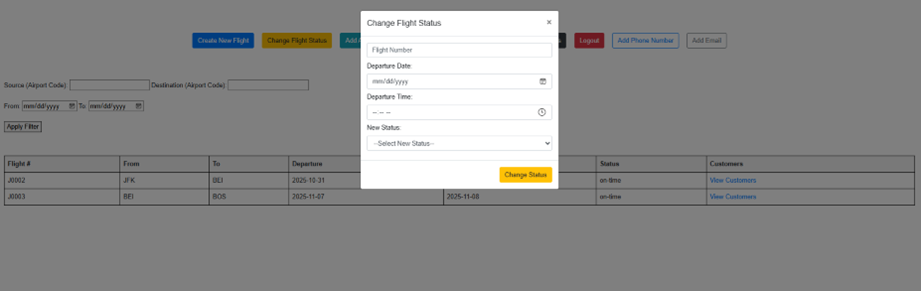 Change Flight Status ×
Create New Flight Change Flight Status Add Logout Add Phone Number Add Email
Flight Number
Source (Airport Code): Destination (Airport Code):
Departure Date:
mm/dd/yyyy
From mm/dd/yyyy To mm/dd/yyyy
Departure Time:
--:-- --
Apply Filter
New Status:
--Select New Status--
Flight # From To Departure Status Customers
Change Status
J0002 JFK BEI 2025-10-31 on-time View Customers
J0003 BEI BOS 2025-11-07 2025-11-08 on-time View Customers